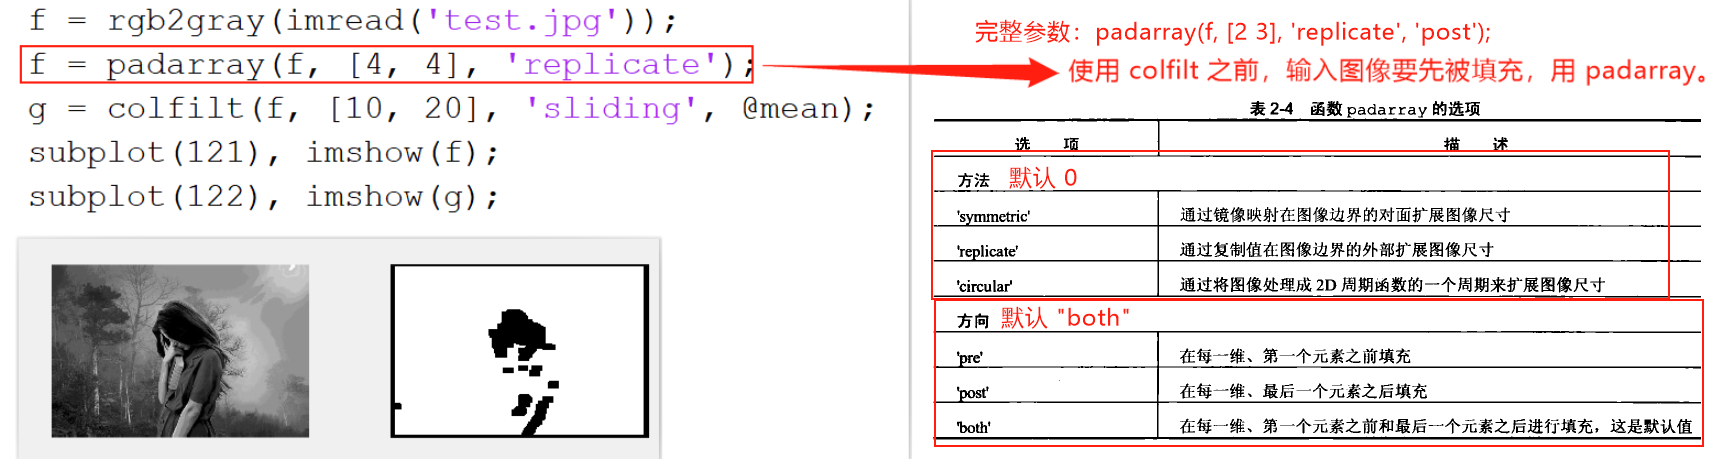 f = rgb2gray(imread('test.jpg'));
f = padarray(f, [4, 4], 'replicate');
g = colfilt(f, [10, 20], 'sliding', @mean);
subplot(121), imshow(f);
subplot(122), imshow(g);
完整参数：padarray(f, [2 3], 'replicate', 'post');
使用 colfilt 之前，输入图像要先被填充，用 padarray。
表 2-4 函数 padarray 的选项
选 项 描 述
方法 默认 0
'symmetric' 通过镜像映射在图像边界的对面扩展图像尺寸
'replicate' 通过复制值在图像边界的外部扩展图像尺寸
'circular' 通过将图像处理成 2D 周期函数的一个周期来扩展图像尺寸
方向 默认 "both"
'pre' 在每一维、第一个元素之前填充
'post' 在每一维、最后一个元素之后填充
'both' 在每一维、第一个元素之前和最后一个元素之后进行填充，这是默认值